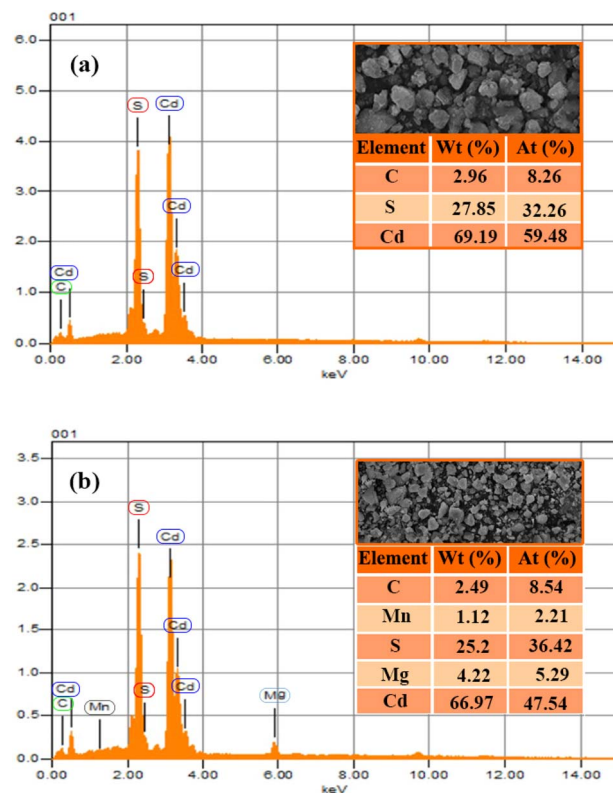 001
(a)
6.0
5.0
4.0
3.0
2.0
1.0
0.0
S
Cd
Cd
S
Cd
Cd
C
0.00 2.00 4.00 6.00 8.00 10.00 12.00 14.00
keV
Element Wt (%) At (%)
C 2.96 8.26
S 27.85 32.26
Cd 69.19 59.48
001
(b)
3.5
3.0
2.5
2.0
1.5
1.0
0.5
0.0
S
Cd
Cd
S
Cd
Cd
C
Mn
Mg
0.00 2.00 4.00 6.00 8.00 10.00 12.00 14.00
keV
Element Wt (%) At (%)
C 2.49 8.54
Mn 1.12 2.21
S 25.2 36.42
Mg 4.22 5.29
Cd 66.97 47.54